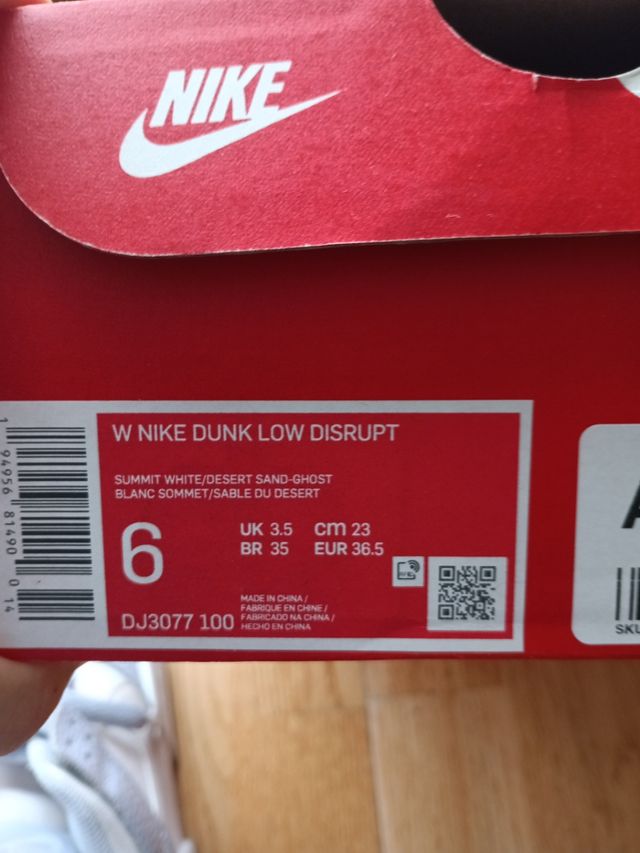 NIKE
W NIKE DUNK LOW DISRUPT
SUMMIT WHITE/DESERT SAND-GHOST
BLANC SOMMET/SABLE DU DESERT
6
UK 3.5 cm 23
BR 35 EUR 36.5
DJ3077 100
MADE IN CHINA /
FABRIQUE EN CHINE /
FABRICADO NA CHINA /
HECHO EN CHINA
1 94956 81490 0 14
SKU